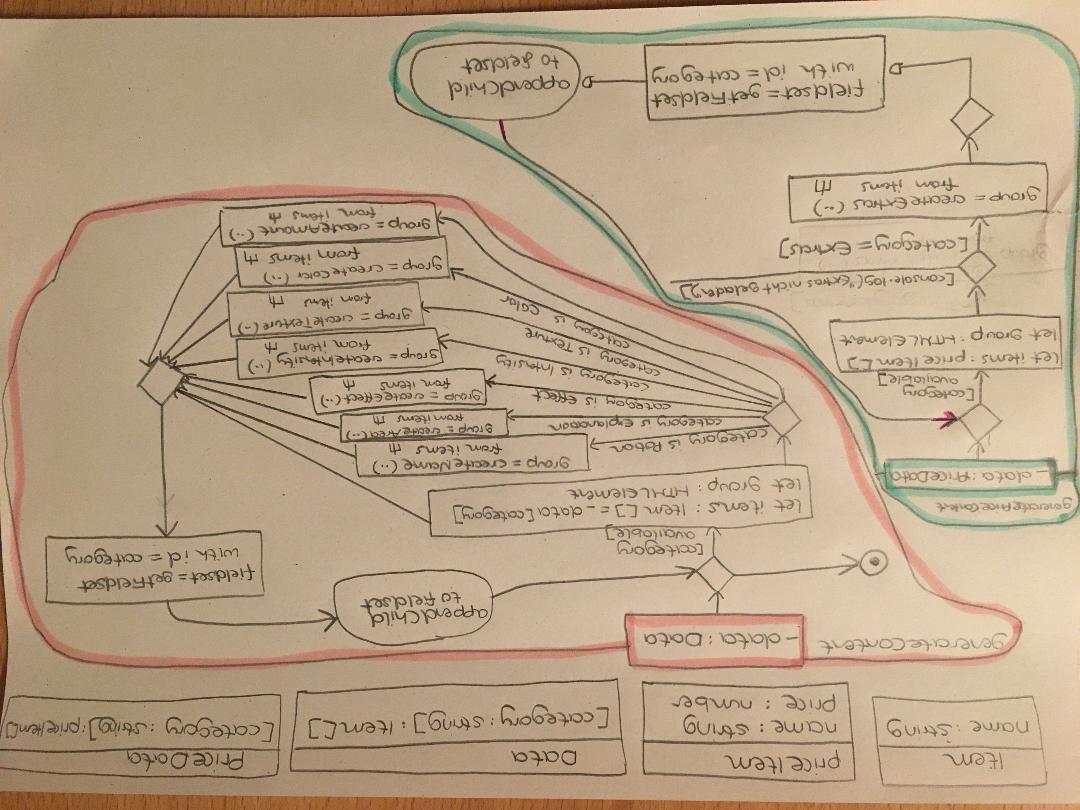 Item
name : string
priceItem
name : string
price : number
Data
[category : string] : Item[]
PriceData
[category : string] : priceItem[]
generateContent
_data : Data
[category
available]
let items : Item [] = _data[category]
let group : HTMLElement
category is Potion
category is Explanation
category is Effect
category is Intensity
category is Texture
category is Color
group = createName (..)
from items
group = createArea (..)
from items
group = createEffect (..)
from items
group = createIntensity (..)
from items
group = createTexture (..)
from item
group = createColor (..)
from items
group = createAmant (..)
from items
fieldset = getFieldset
with id = category
appendChild
to fieldset
generatePriceContent
_data : PriceData
[category
available]
let items : priceItem[]
let group : HTMLElement
[console.log("Extras nicht geladen")]
[category = Extras]
group = createExtras (..)
from items
fieldset = getFieldset
with id = category
appendChild
to fieldset